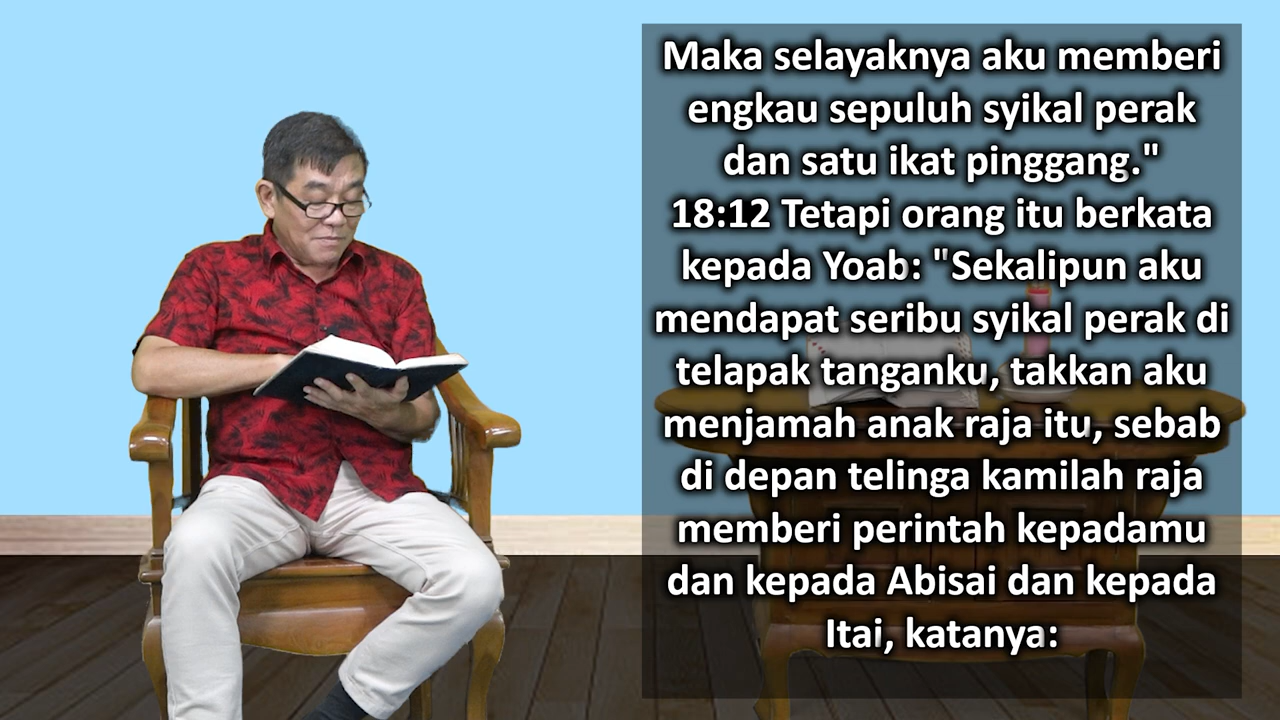 Maka selayaknya aku memberi
engkau sepuluh syikal perak
dan satu ikat pinggang."
18:12 Tetapi orang itu berkata
kepada Yoab: "Sekalipun aku
mendapat seribu syikal perak di
telapak tanganku, takkan aku
menjamah anak raja itu, sebab
di depan telinga kamilah raja
memberi perintah kepadamu
dan kepada Abisai dan kepada
Itai, katanya: